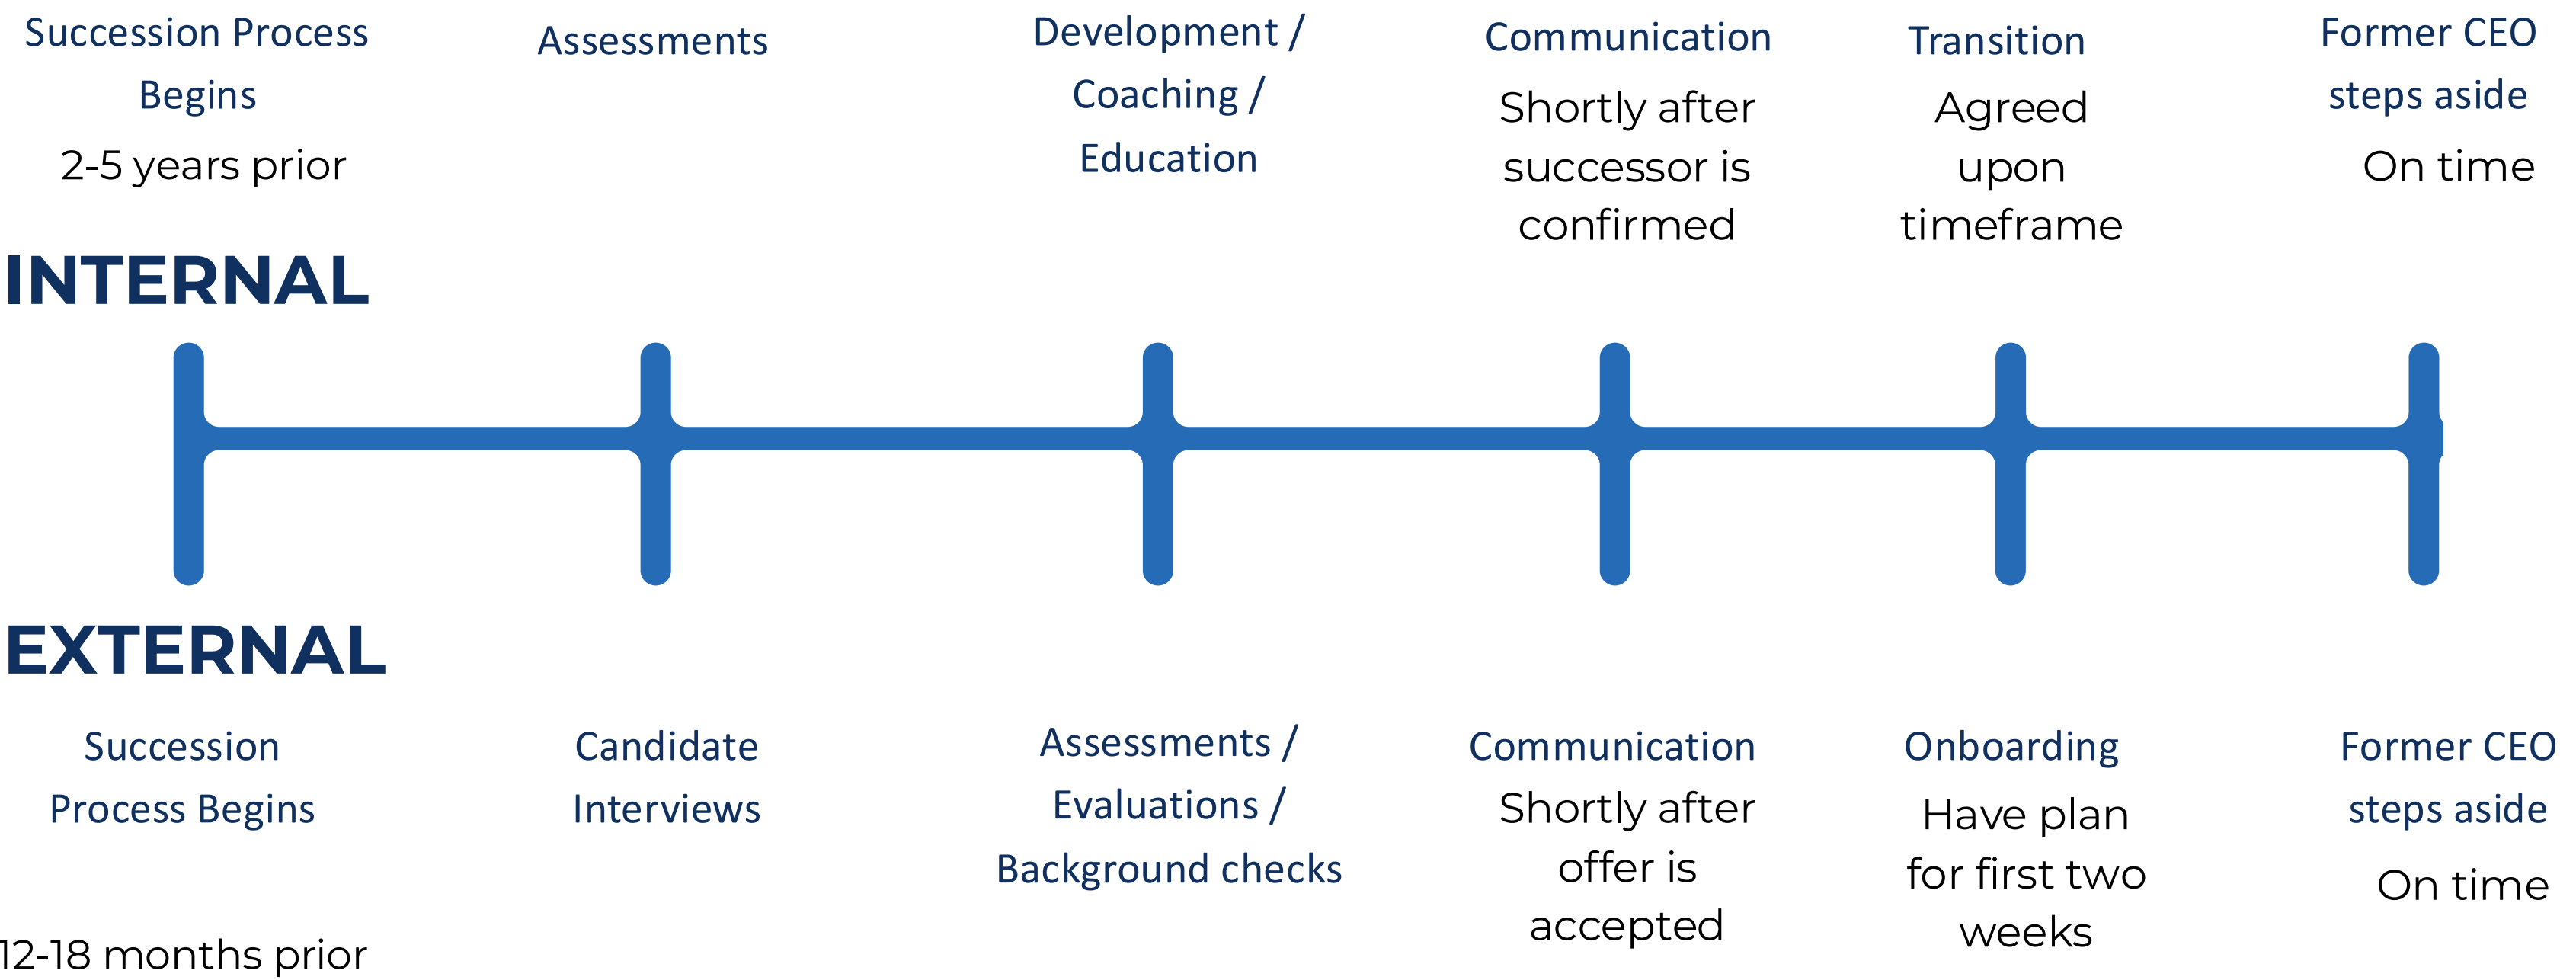 Succession Process
Begins
2-5 years prior
Assessments
Development /
Coaching /
Education
Communication
Shortly after
successor is
confirmed
Transition
Agreed
upon
timeframe
Former CEO
steps aside
On time
INTERNAL
EXTERNAL
Succession
Process Begins
12-18 months prior
Candidate
Interviews
Assessments /
Evaluations /
Background checks
Communication
Shortly after
offer is
accepted
Onboarding
Have plan
for first two
weeks
Former CEO
steps aside
On time